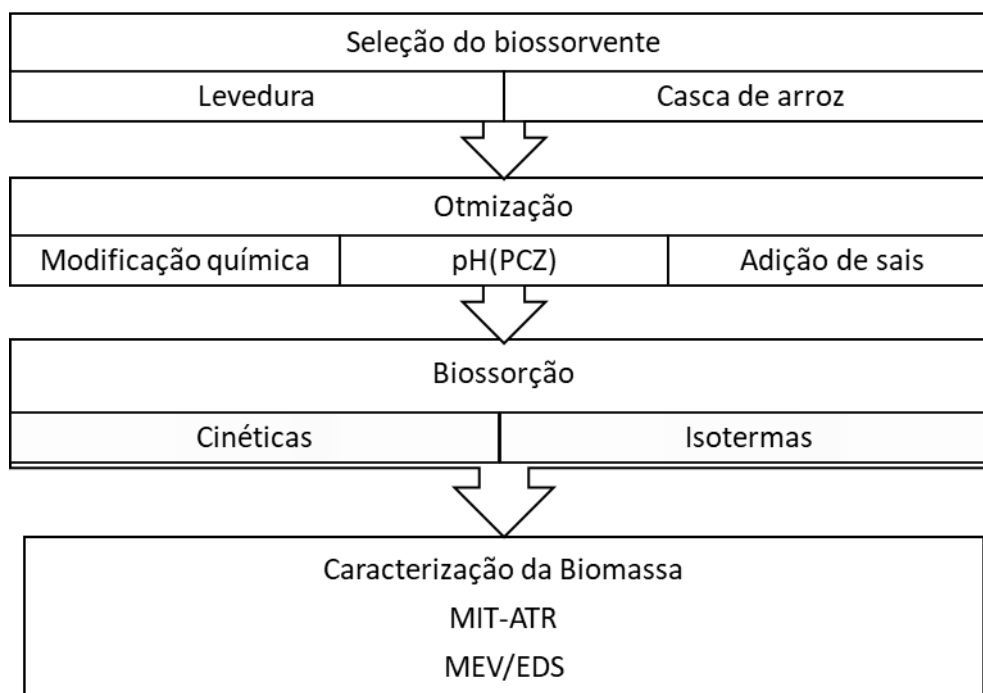 Seleção do biossorvente
Levedura Casca de arroz
Otmização
Modificação química pH(PCZ) Adição de sais
Biossorção
Cinéticas Isotermas
Caracterização da Biomassa
MIT-ATR
MEV/EDS